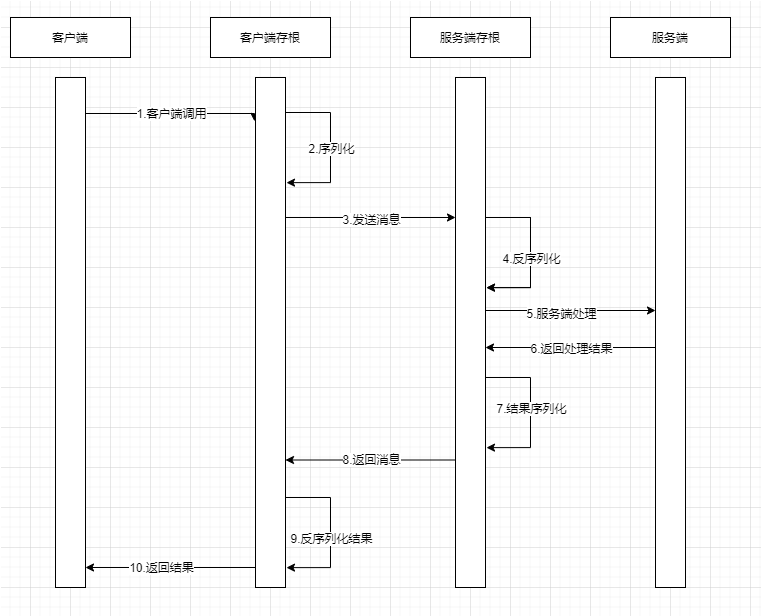 客户端
客户端存根
服务端存根
服务端
1.客户端调用
2.序列化
3.发送消息
4.反序列化
5.服务端处理
6.返回处理结果
7.结果序列化
8.返回消息
9.反序列化结果
10.返回结果